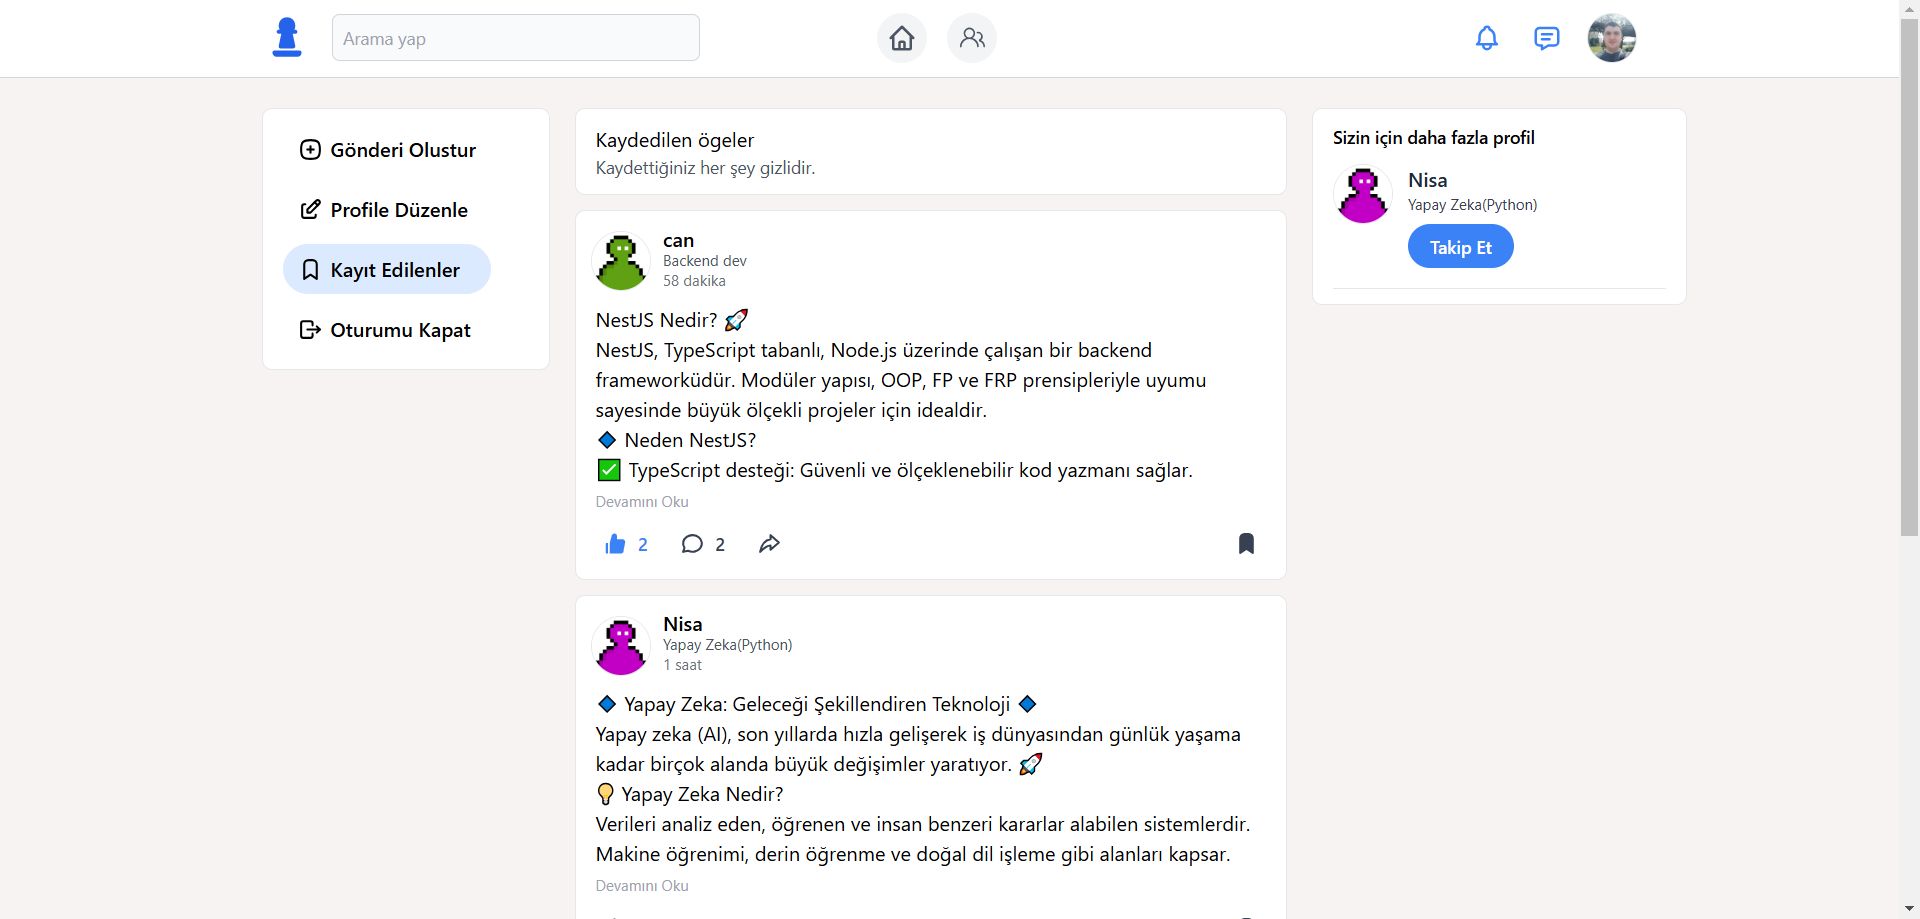 Arama yap
Gönderi Olustur
Profile Düzenle
Kayıt Edilenler
Oturumu Kapat
Kaydedilen ögeler
Kaydettiğiniz her şey gizlidir.
can
Backend dev
58 dakika
NestJS Nedir? 🚀
NestJS, TypeScript tabanlı, Node.js üzerinde çalışan bir backend
frameworküdür. Modüler yapısı, OOP, FP ve FRP prensipleriyle uyumu
sayesinde büyük ölçekli projeler için idealdir.
🔷 Neden NestJS?
✅ TypeScript desteği: Güvenli ve ölçeklenebilir kod yazmanı sağlar.
Devamını Oku
2 2
Nisa
Yapay Zeka(Python)
1 saat
🔷 Yapay Zeka: Geleceği Şekillendiren Teknoloji 🔷
Yapay zeka (AI), son yıllarda hızla gelişerek iş dünyasından günlük yaşama
kadar birçok alanda büyük değişimler yaratıyor. 🚀
💡 Yapay Zeka Nedir?
Verileri analiz eden, öğrenen ve insan benzeri kararlar alabilen sistemlerdir.
Makine öğrenimi, derin öğrenme ve doğal dil işleme gibi alanları kapsar.
Devamını Oku
Sizin için daha fazla profil
Nisa
Yapay Zeka(Python)
Takip Et